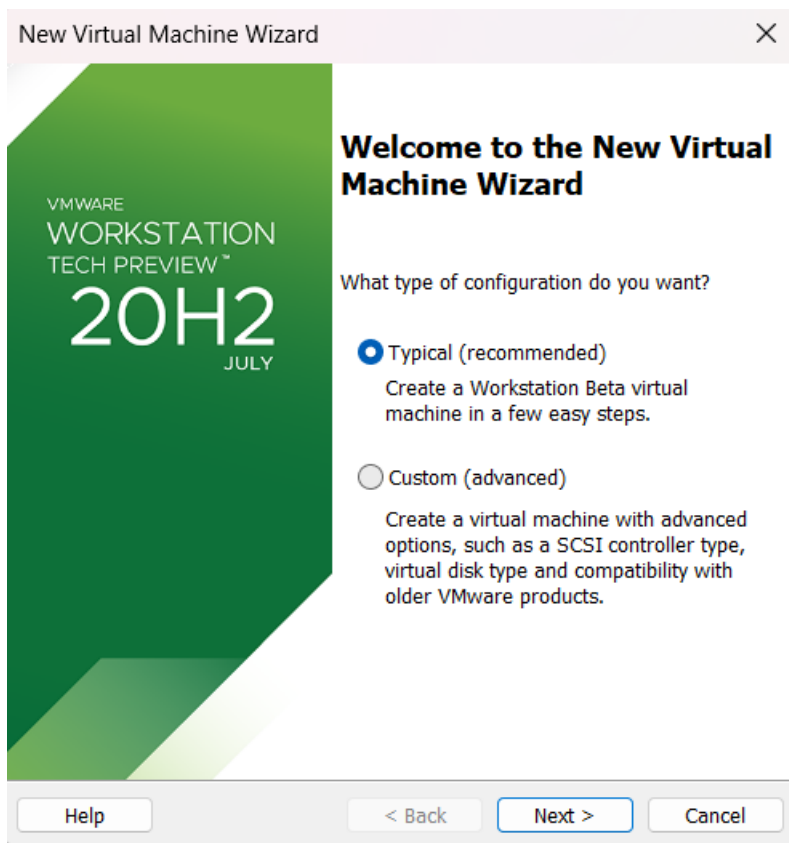 New Virtual Machine Wizard
VMWARE
WORKSTATION
TECH PREVIEW™
20H2
JULY
Welcome to the New Virtual
Machine Wizard
What type of configuration do you want?
Typical (recommended)
Create a Workstation Beta virtual
machine in a few easy steps.
Custom (advanced)
Create a virtual machine with advanced
options, such as a SCSI controller type,
virtual disk type and compatibility with
older VMware products.
Help
< Back
Next >
Cancel